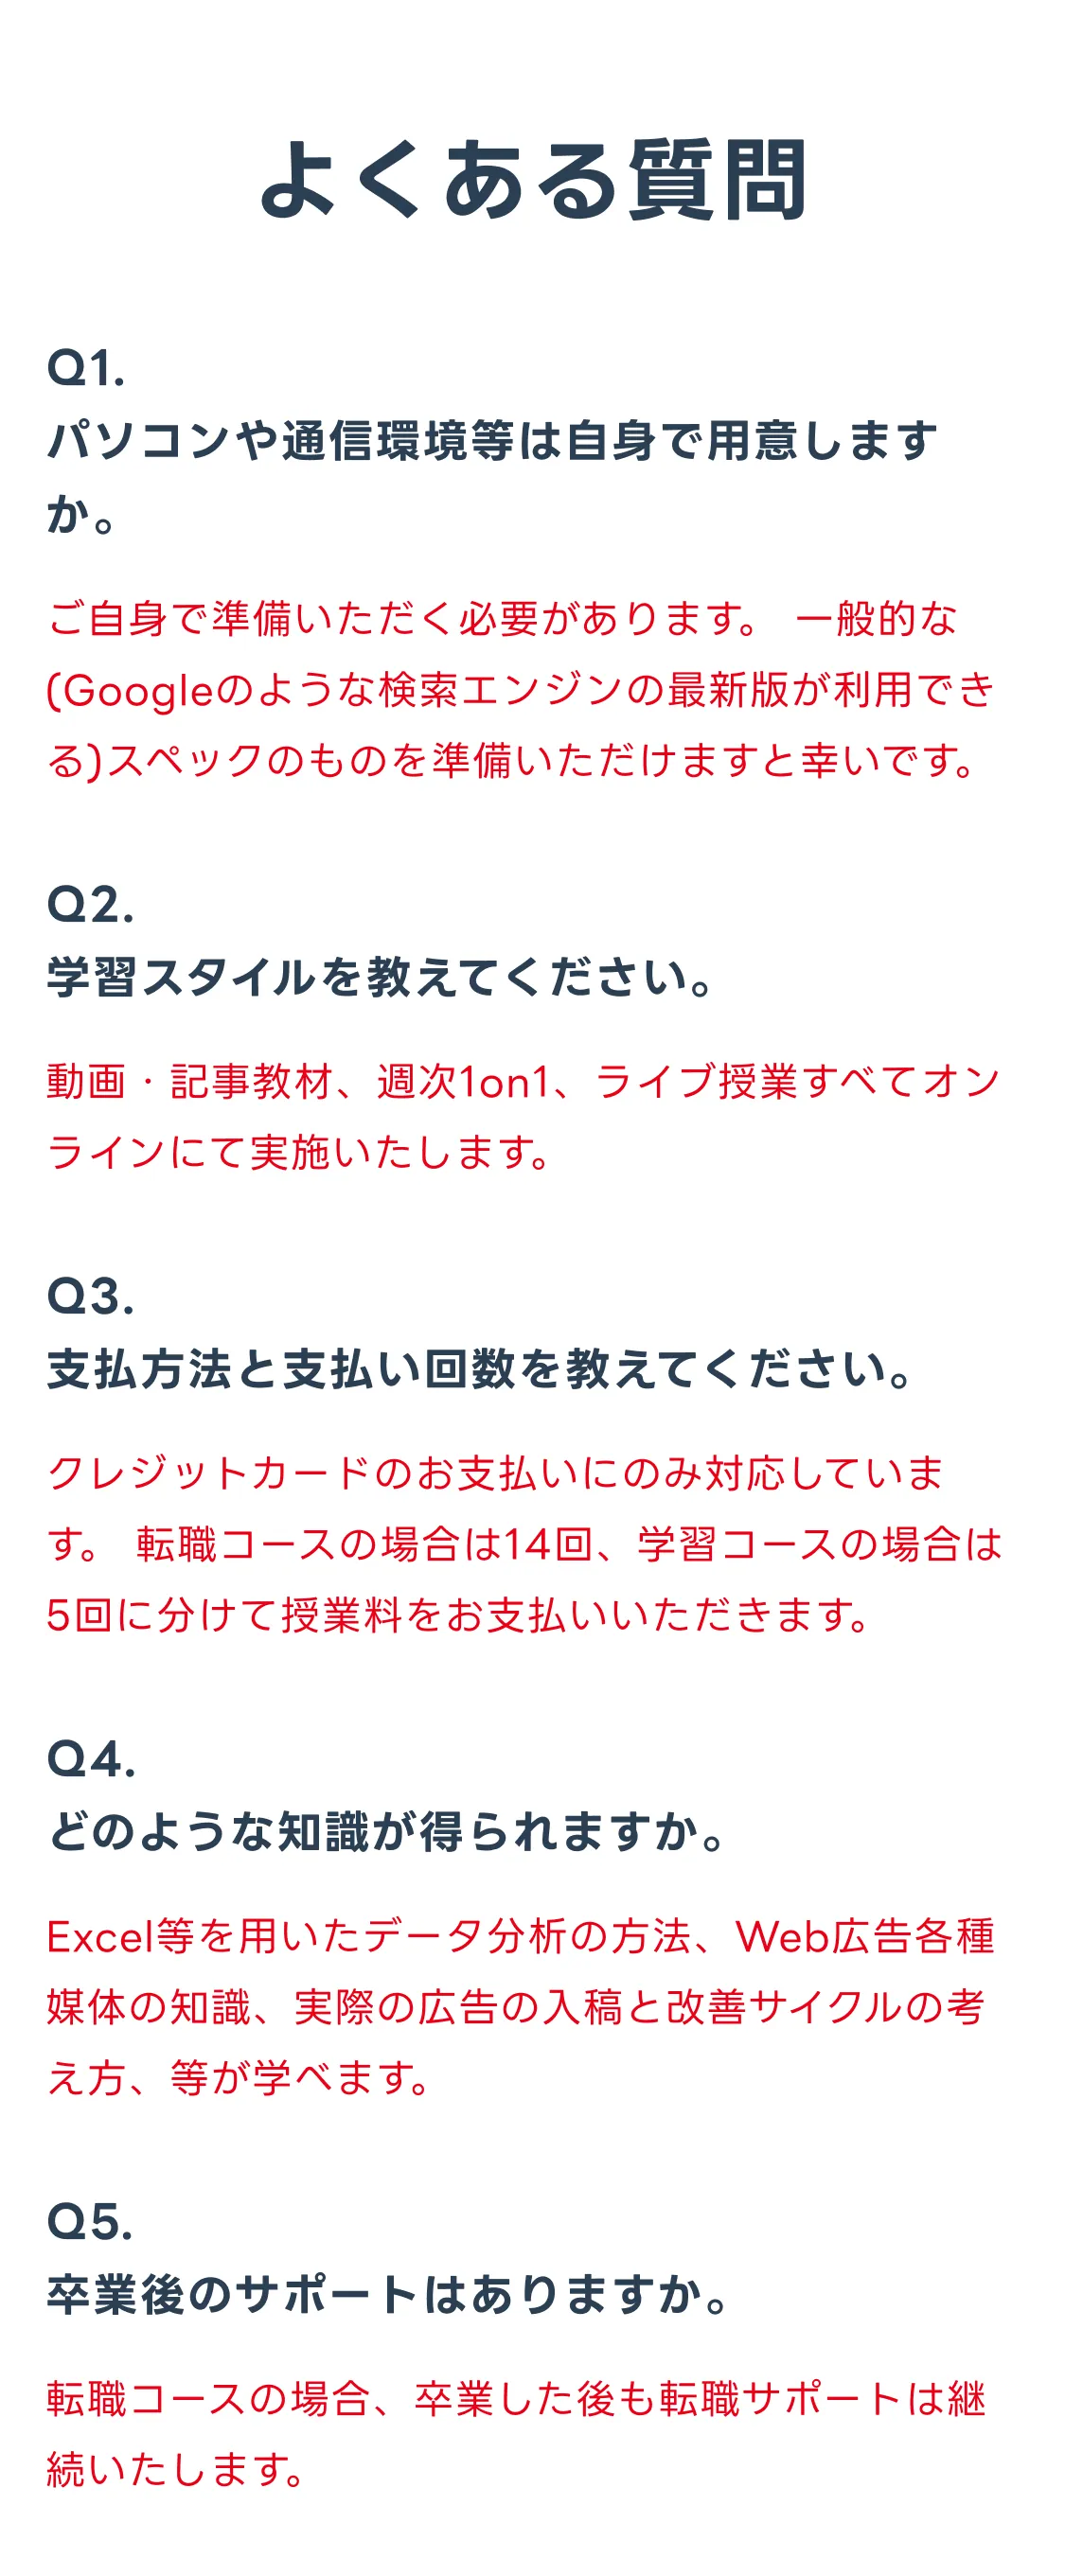 よくある質問
Q1.
パソコンや通信環境等は自身で用意します
か。
ご自身で準備いただく必要があります。 一般的な
(Googleのような検索エンジンの最新版が利用でき
る)スペックのものを準備いただけますと幸いです。
Q2.
学習スタイルを教えてください。
動画・記事教材、週次1on1、ライブ授業すべてオン
ラインにて実施いたします。
Q3.
支払方法と支払い回数を教えてください。
クレジットカードのお支払いにのみ対応していま
す。 転職コースの場合は14回、学習コースの場合は
5回に分けて授業料をお支払いいただきます。
Q4.
どのような知識が得られますか。
Excel等を用いたデータ分析の方法、Web広告各種
媒体の知識、実際の広告の入稿と改善サイクルの考
え方、等が学べます。
Q5.
卒業後のサポートはありますか。
転職コースの場合、卒業した後も転職サポートは継
続いたします。